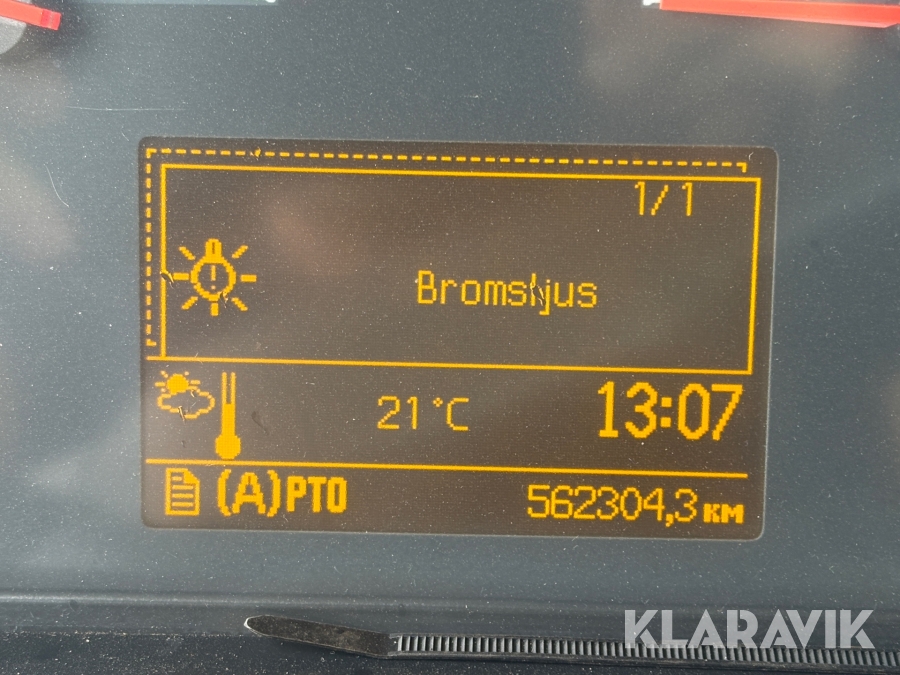 1/1
Bromsljus
21°C
13:07
(A) PTO
562304,3 KM
KLARAVIK